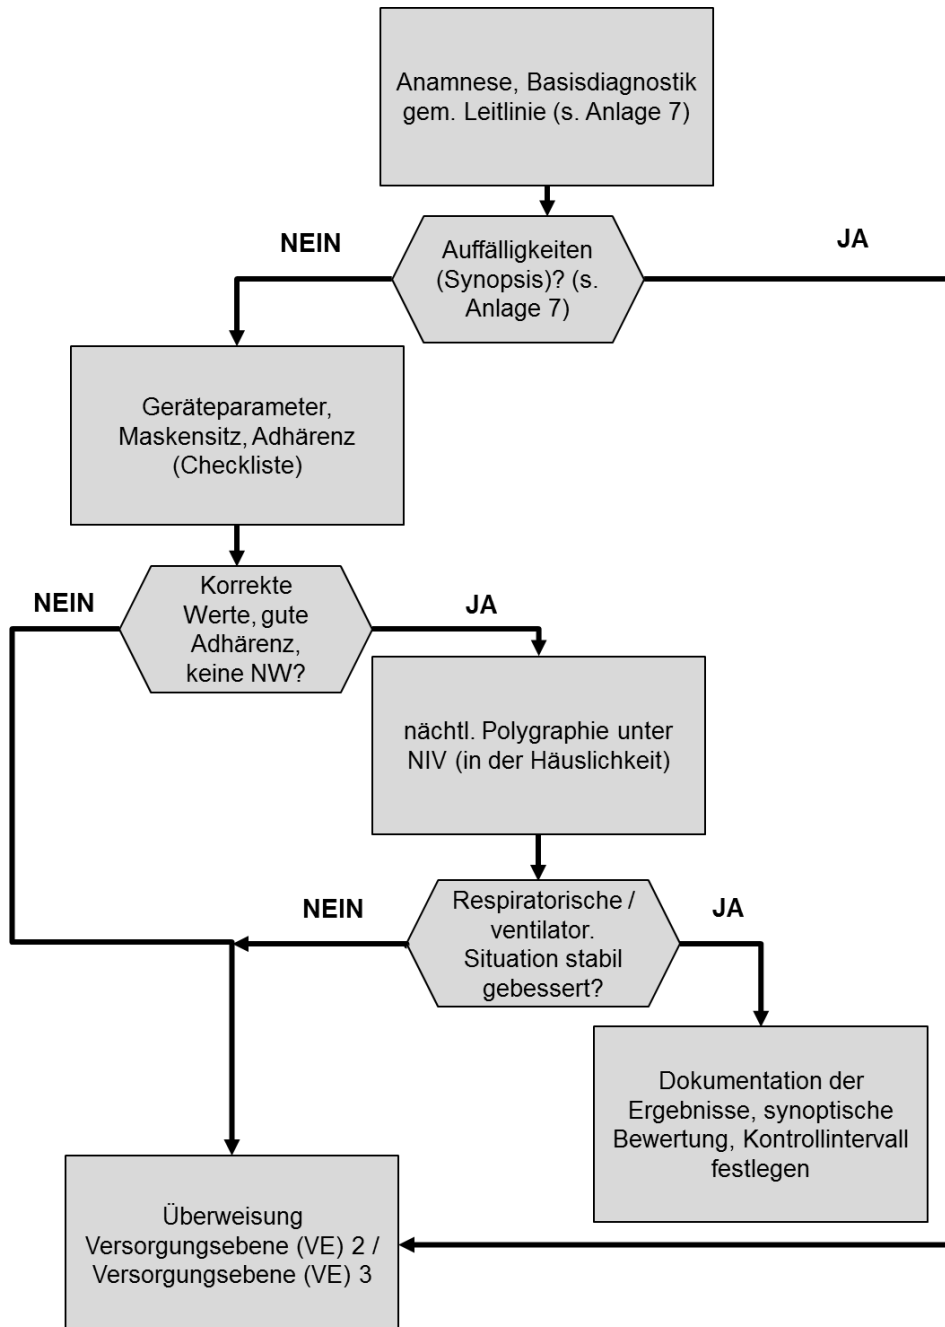 Anamnese, Basisdiagnostik
gem. Leitlinie (s. Anlage 7)
NEIN
JA
Auffälligkeiten
(Synopsis)? (s.
Anlage 7)
Geräteparameter,
Maskensitz, Adhärenz
(Checkliste)
NEIN
Korrekte
Werte, gute
Adhärenz,
keine NW?
JA
nächtl. Polygraphie unter
NIV (in der Häuslichkeit)
NEIN
Respiratorische /
ventilator.
Situation stabil
gebessert?
JA
Dokumentation der
Ergebnisse, synoptische
Bewertung, Kontrollintervall
festlegen
Überweisung
Versorgungsebene (VE) 2 /
Versorgungsebene (VE) 3